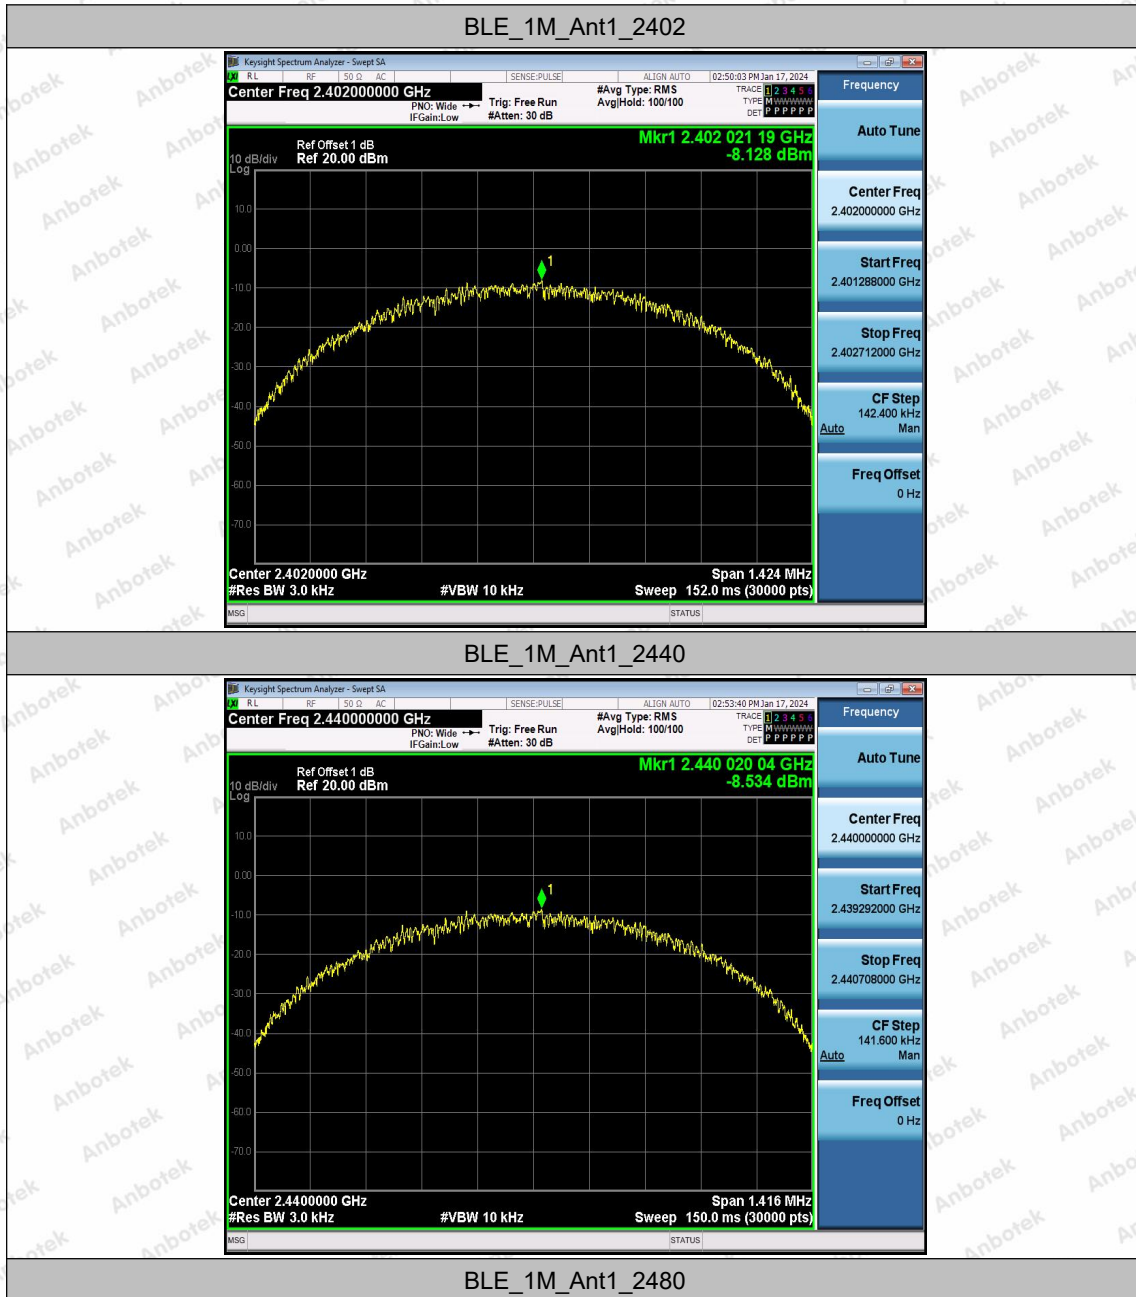 BLE_1M_Ant1_2402
Keysight Spectrum Analyzer - Swept SA
RL RF 50 Ω AC SENSE:PULSE ALIGN AUTO 02:50:03 PM Jan 17, 2024
Center Freq 2.402000000 GHz
PNO: Wide
IFGain:Low
Trig: Free Run
#Atten: 30 dB
#Avg Type: RMS
Avg|Hold: 100/100
TRACE 1 2 3 4 5 6
TYPE M W W W W W
DET P P P P P P
Ref Offset 1 dB
10 dB/div Ref 20.00 dBm
Log
Mkr1 2.402 021 19 GHz
-8.128 dBm
10.0
0.00
-10.0
-20.0
-30.0
-40.0
-50.0
-60.0
-70.0
1
Center 2.4020000 GHz Span 1.424 MHz
#Res BW 3.0 kHz #VBW 10 kHz Sweep 152.0 ms (30000 pts)
MSG STATUS
Frequency
Auto Tune
Center Freq
2.402000000 GHz
Start Freq
2.401288000 GHz
Stop Freq
2.402712000 GHz
CF Step
142.400 kHz
Auto Man
Freq Offset
0 Hz
BLE_1M_Ant1_2440
Keysight Spectrum Analyzer - Swept SA
RL RF 50 Ω AC SENSE:PULSE ALIGN AUTO 02:53:40 PM Jan 17, 2024
Center Freq 2.440000000 GHz
PNO: Wide
IFGain:Low
Trig: Free Run
#Atten: 30 dB
#Avg Type: RMS
Avg|Hold: 100/100
TRACE 1 2 3 4 5 6
TYPE M W W W W W
DET P P P P P P
Ref Offset 1 dB
10 dB/div Ref 20.00 dBm
Log
Mkr1 2.440 020 04 GHz
-8.534 dBm
10.0
0.00
-10.0
-20.0
-30.0
-40.0
-50.0
-60.0
-70.0
1
Center 2.4400000 GHz Span 1.416 MHz
#Res BW 3.0 kHz #VBW 10 kHz Sweep 150.0 ms (30000 pts)
MSG STATUS
Frequency
Auto Tune
Center Freq
2.440000000 GHz
Start Freq
2.439292000 GHz
Stop Freq
2.440708000 GHz
CF Step
141.600 kHz
Auto Man
Freq Offset
0 Hz
BLE_1M_Ant1_2480
Anbotek